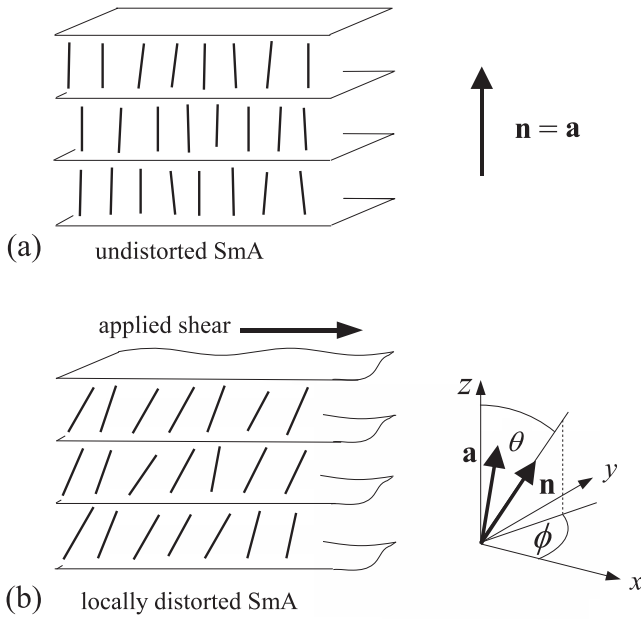 n = a
(a)
undistorted SmA
applied shear
z
a
θ
n
y
ϕ
x
(b)
locally distorted SmA